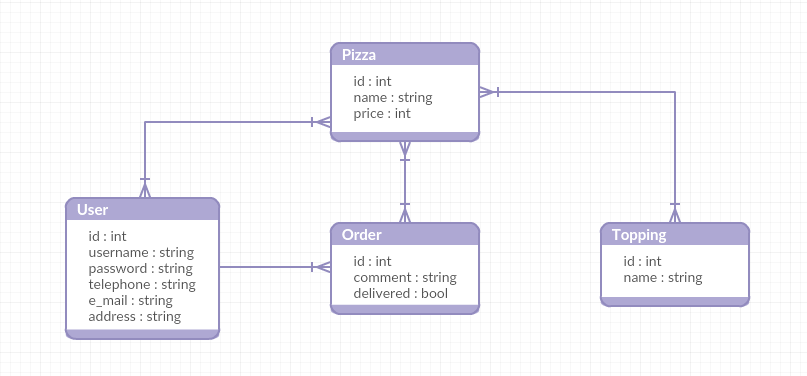 Pizza
id : int
name : string
price : int
User
id : int
username : string
password : string
telephone : string
e_mail : string
address : string
Order
id : int
comment : string
delivered : bool
Topping
id : int
name : string